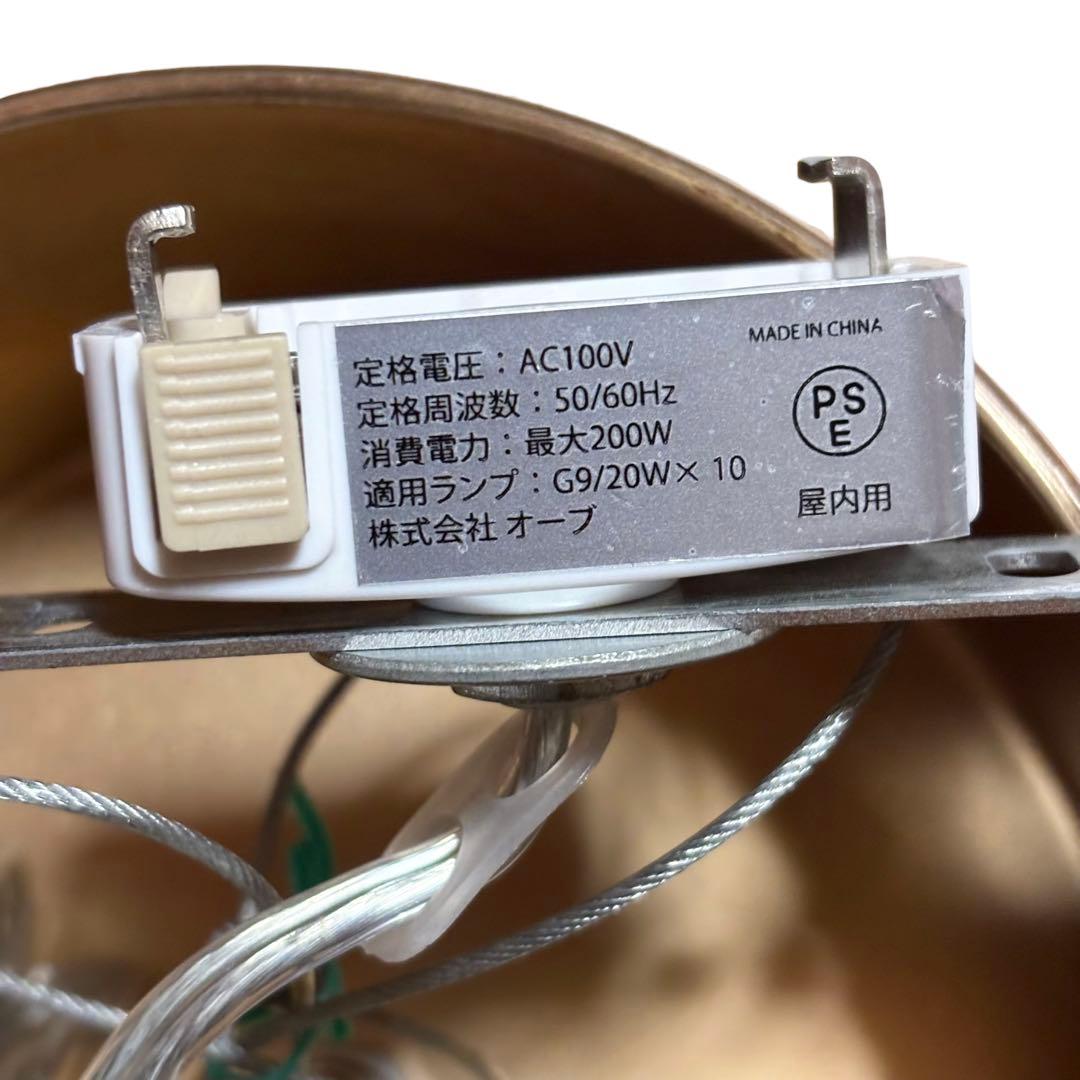 MADE IN CHINA
定格電圧：AC100V
定格周波数：50/60Hz
消費電力：最大200W
適用ランプ：G9/20W×10
株式会社 オーブ
PS
E
屋内用